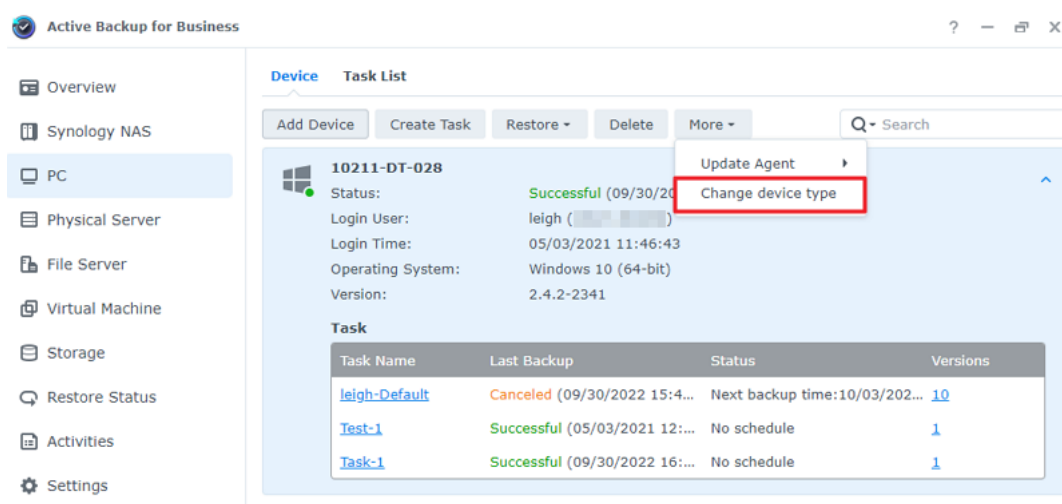 Active Backup for Business
?
Overview
Synology NAS
PC
Physical Server
File Server
Virtual Machine
Storage
Restore Status
Activities
Settings
Device Task List
Add Device Create Task Restore Delete More Search
Update Agent
Change device type
10211-DT-028
Status: Successful (09/30/20
Login User: leigh ( )
Login Time: 05/03/2021 11:46:43
Operating System: Windows 10 (64-bit)
Version: 2.4.2-2341
Task
Task Name Last Backup Status Versions
leigh-Default Canceled (09/30/2022 15:4... Next backup time:10/03/202... 10
Test-1 Successful (05/03/2021 12:... No schedule 1
Task-1 Successful (09/30/2022 16:... No schedule 1